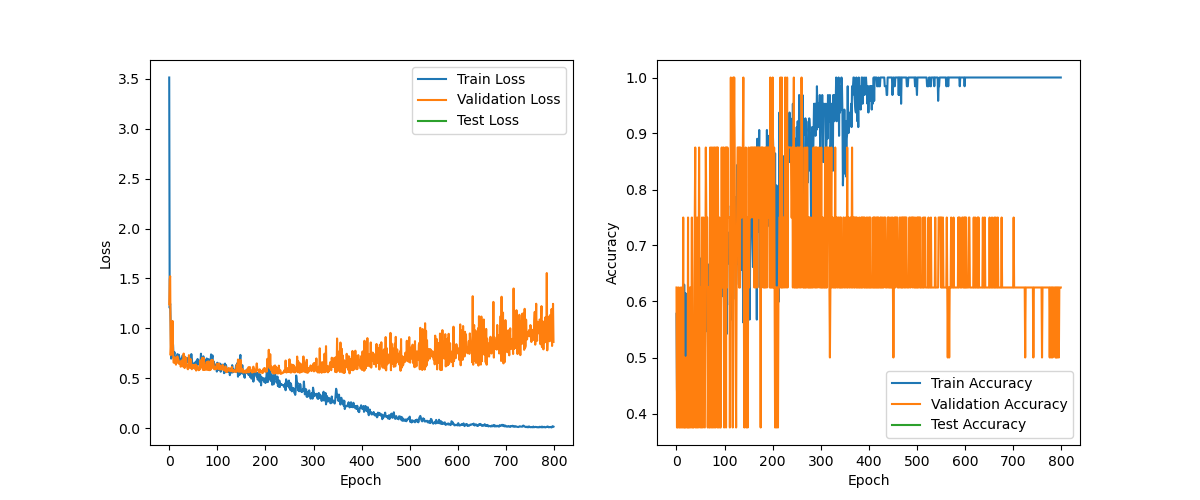 3.5
3.0
2.5
2.0
1.5
1.0
0.5
0.0
Loss
0 100 200 300 400 500 600 700 800
Epoch
Train Loss
Validation Loss
Test Loss
1.0
0.9
0.8
0.7
0.6
0.5
0.4
Accuracy
0 100 200 300 400 500 600 700 800
Epoch
Train Accuracy
Validation Accuracy
Test Accuracy